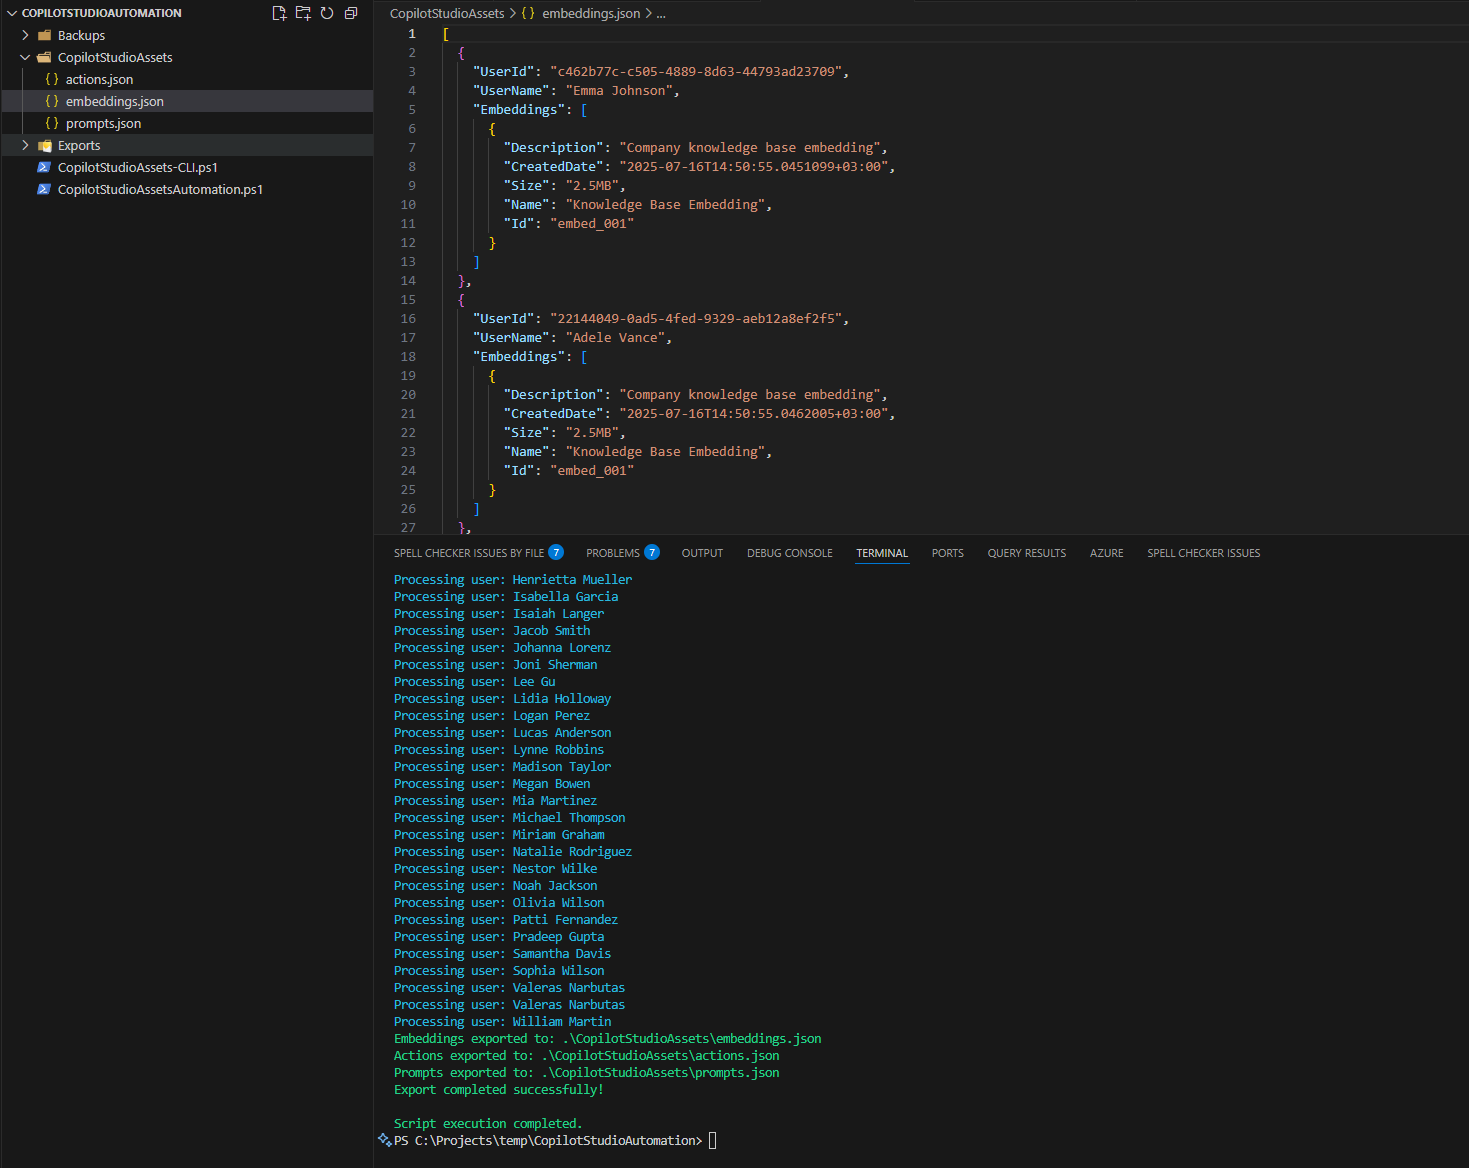 COPILOTSTUDIOAUTOMATION
Backups
CopilotStudioAssets
{} actions.json
{} embeddings.json
{} prompts.json
Exports
CopilotStudioAssets-CLI.ps1
CopilotStudioAssetsAutomation.ps1
CopilotStudioAssets > {} embeddings.json > ...
1 [
2 {
3 "UserId": "c462b77c-c505-4889-8d63-44793ad23709",
4 "UserName": "Emma Johnson",
5 "Embeddings": [
6 {
7 "Description": "Company knowledge base embedding",
8 "CreatedDate": "2025-07-16T14:50:55.0451099+03:00",
9 "Size": "2.5MB",
10 "Name": "Knowledge Base Embedding",
11 "Id": "embed_001"
12 }
13 ]
14 },
15 {
16 "UserId": "22144049-0ad5-4fed-9329-aeb12a8ef2f5",
17 "UserName": "Adele Vance",
18 "Embeddings": [
19 {
20 "Description": "Company knowledge base embedding",
21 "CreatedDate": "2025-07-16T14:50:55.0462005+03:00",
22 "Size": "2.5MB",
23 "Name": "Knowledge Base Embedding",
24 "Id": "embed_001"
25 }
26 ]
27 },
SPELL CHECKER ISSUES BY FILE 7 PROBLEMS 7 OUTPUT DEBUG CONSOLE TERMINAL PORTS QUERY RESULTS AZURE SPELL CHECKER ISSUES
Processing user: Henrietta Mueller
Processing user: Isabella Garcia
Processing user: Isaiah Langer
Processing user: Jacob Smith
Processing user: Johanna Lorenz
Processing user: Joni Sherman
Processing user: Lee Gu
Processing user: Lidia Holloway
Processing user: Logan Perez
Processing user: Lucas Anderson
Processing user: Lynne Robbins
Processing user: Madison Taylor
Processing user: Megan Bowen
Processing user: Mia Martinez
Processing user: Michael Thompson
Processing user: Miriam Graham
Processing user: Natalie Rodriguez
Processing user: Nestor Wilke
Processing user: Noah Jackson
Processing user: Olivia Wilson
Processing user: Patti Fernandez
Processing user: Pradeep Gupta
Processing user: Samantha Davis
Processing user: Sophia Wilson
Processing user: Valeras Narbutas
Processing user: Valeras Narbutas
Processing user: William Martin
Embeddings exported to: .\CopilotStudioAssets\embeddings.json
Actions exported to: .\CopilotStudioAssets\actions.json
Prompts exported to: .\CopilotStudioAssets\prompts.json
Export completed successfully!
Script execution completed.
PS C:\Projects\temp\CopilotStudioAutomation>